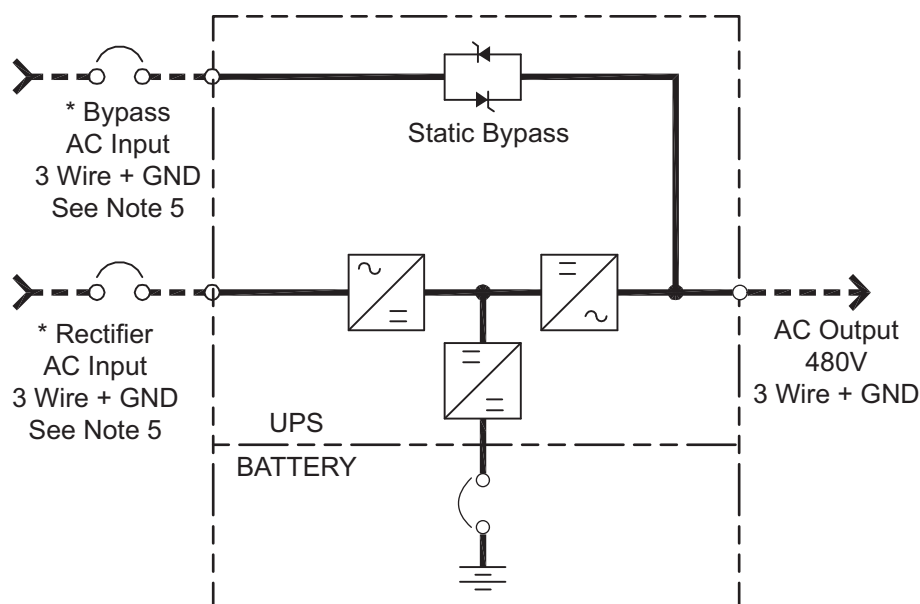 * Bypass
AC Input
3 Wire + GND
See Note 5
Static Bypass
* Rectifier
AC Input
3 Wire + GND
See Note 5
AC Output
480V
3 Wire + GND
UPS
BATTERY